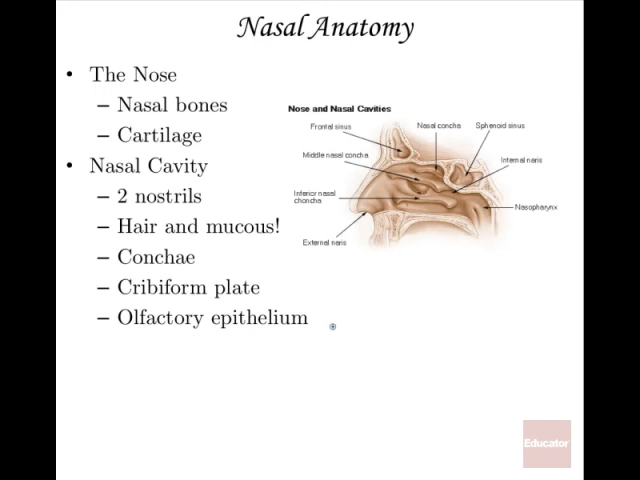 Nasal Anatomy
• The Nose
– Nasal bones
– Cartilage
• Nasal Cavity
– 2 nostrils
– Hair and mucous!
– Conchae
– Cribiform plate
– Olfactory epithelium
Nose and Nasal Cavities
Frontal sinus
Nasal concha
Sphenoid sinus
Middle nasal concha
Internal naris
Inferior nasal
choncha
Nasopharynx
External naris
Educator